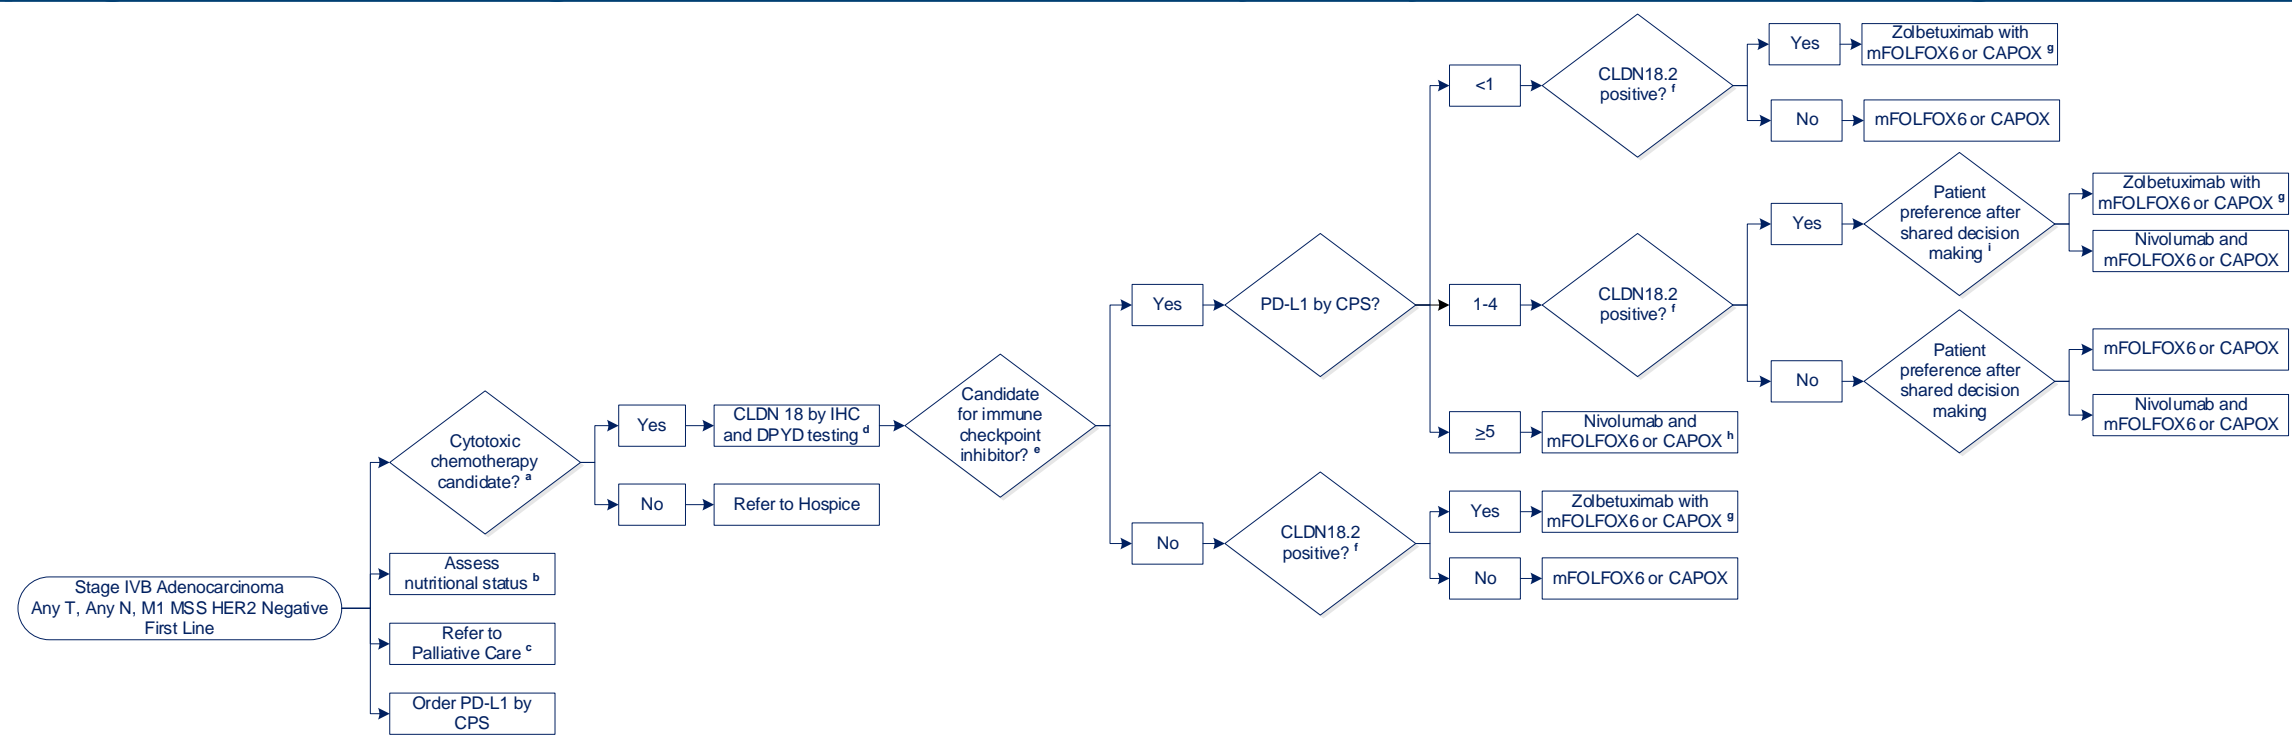 Stage IVB Adenocarcinoma
Any T, Any N, M1 MSS HER2 Negative
First Line
Cytotoxic
chemotherapy
candidate? a
Assess
nutritional status b
Refer to
Palliative Care c
Order PD-L1 by
CPS
Yes
CLDN 18 by IHC
and DPYD testing d
No
Refer to Hospice
Candidate
for immune
checkpoint
inhibitor? e
Yes
PD-L1 by CPS?
<1
CLDN18.2
positive? f
Yes
Zolbetuximab with
mFOLFOX6 or CAPOX g
No
mFOLFOX6 or CAPOX
1-4
CLDN18.2
positive? f
Yes
Patient
preference after
shared decision
making i
Zolbetuximab with
mFOLFOX6 or CAPOX g
Nivolumab and
mFOLFOX6 or CAPOX
No
Patient
preference after
shared decision
making
mFOLFOX6 or CAPOX
Nivolumab and
mFOLFOX6 or CAPOX
≥5
Nivolumab and
mFOLFOX6 or CAPOX h
No
CLDN18.2
positive? f
Yes
Zolbetuximab with
mFOLFOX6 or CAPOX g
No
mFOLFOX6 or CAPOX